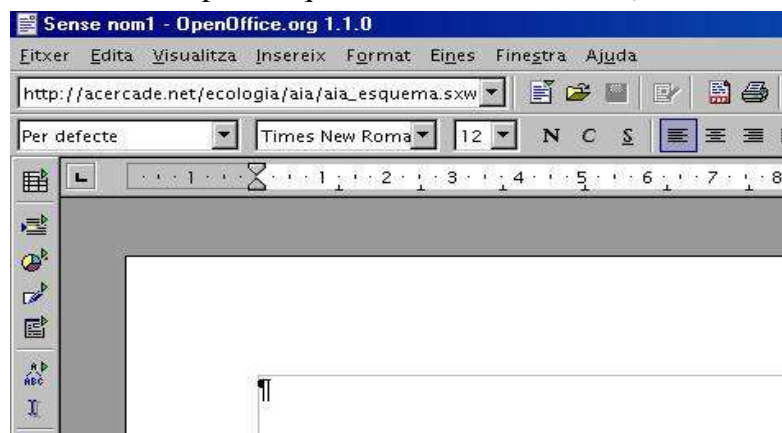 Sense nom1 - OpenOffice.org 1.1.0
Fitxer Edita Visualitza Insereix Format Eines Finestra Ajuda
http://acercade.net/ecologia/aia/aia_esquema.sxw
Per defecte Times New Roma 12 N C S
1 1 2 3 4 5 6 7 8
ABC
¶